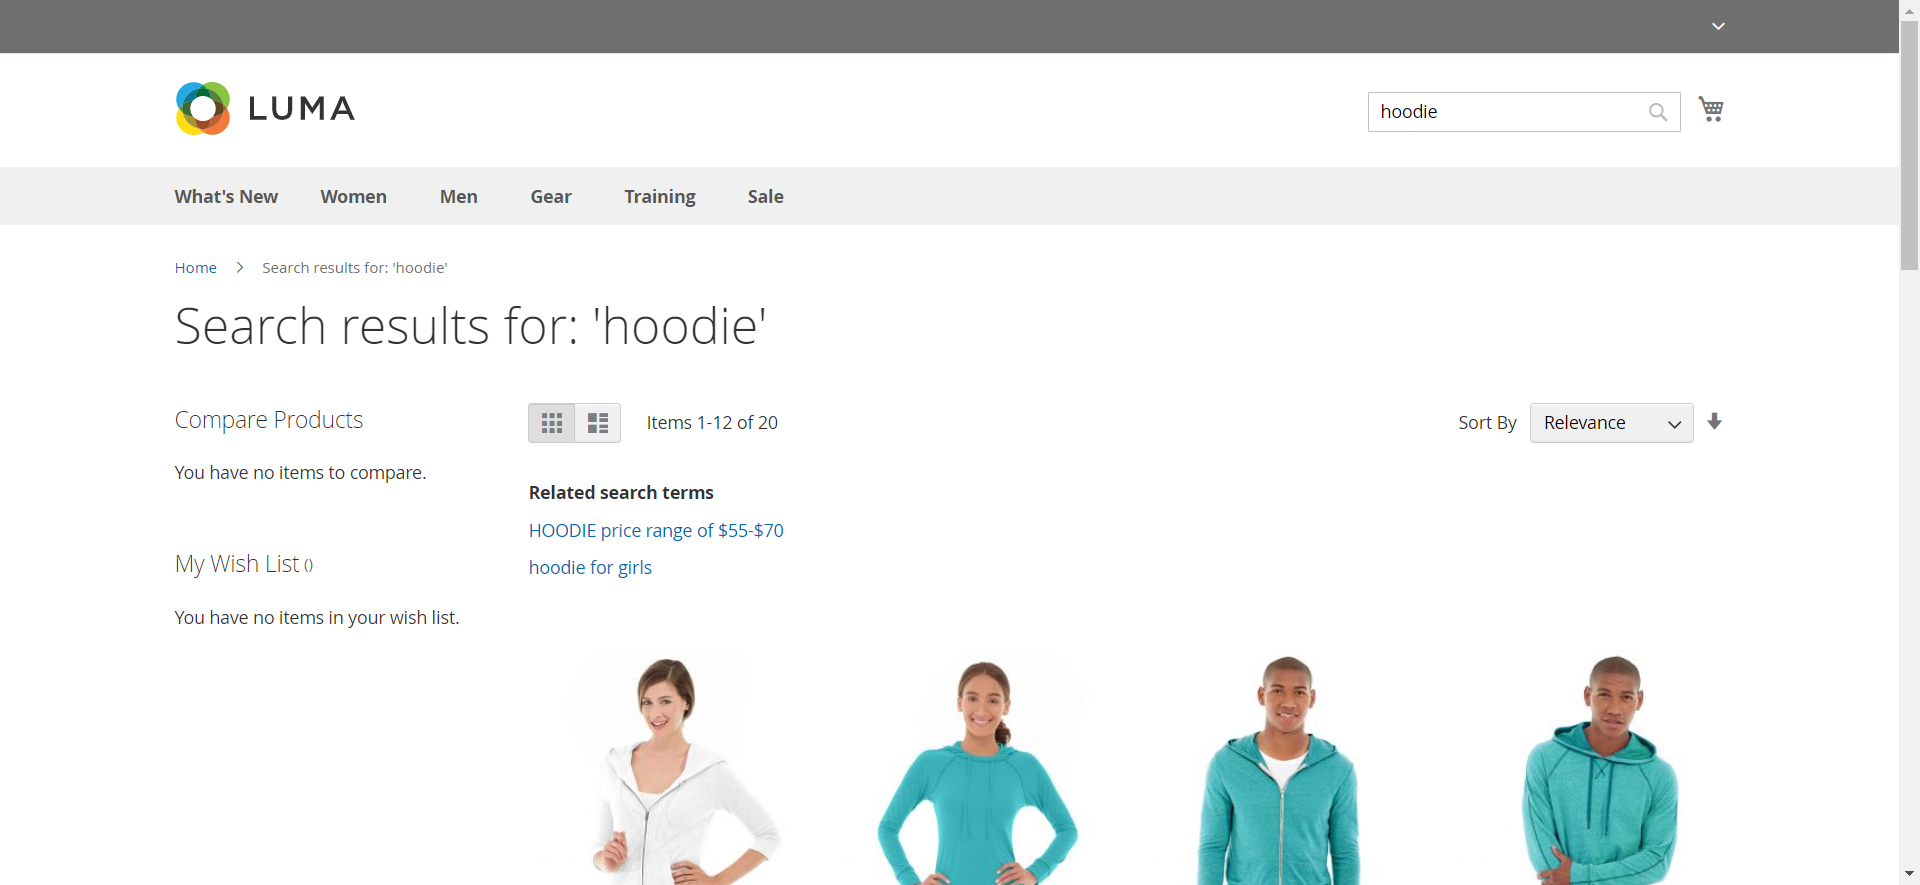 LUMA
hoodie
What's New Women Men Gear Training Sale
Home Search results for: 'hoodie'
Search results for: 'hoodie'
Compare Products
You have no items to compare.
My Wish List ()
You have no items in your wish list.
Items 1-12 of 20
Sort By Relevance
Related search terms
HOODIE price range of $55-$70
hoodie for girls